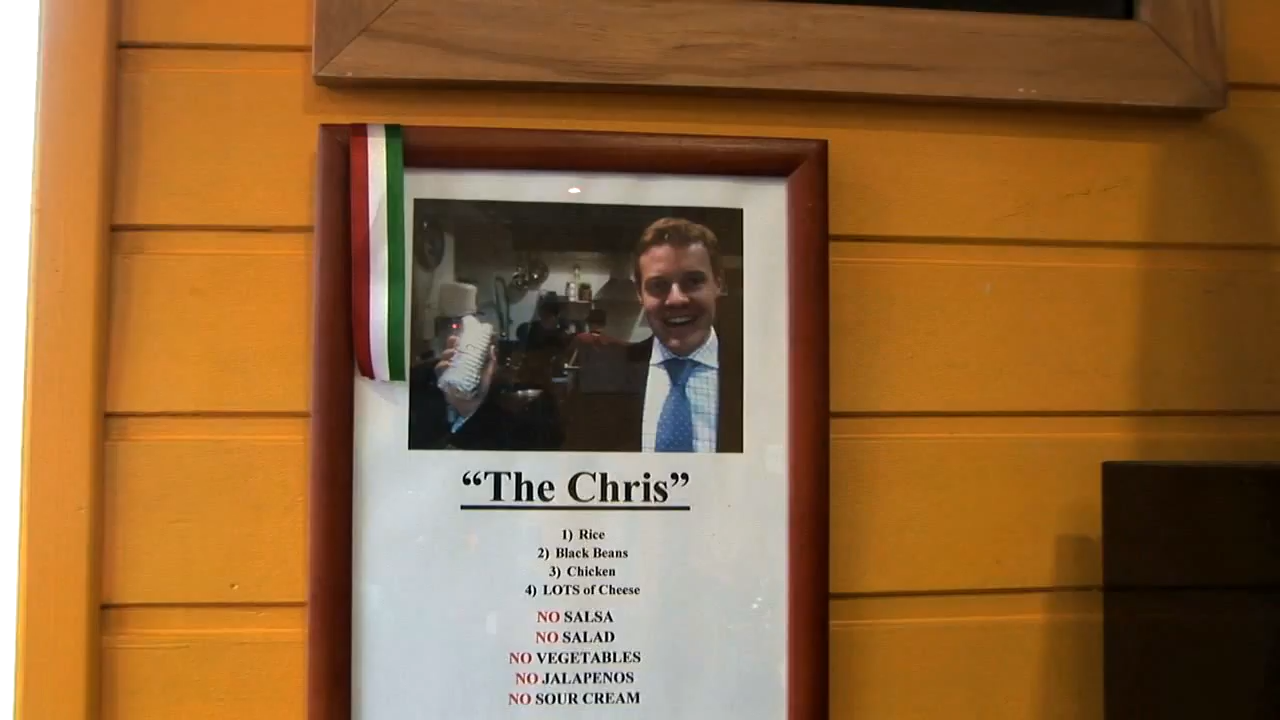 “The Chris”
1) Rice
2) Black Beans
3) Chicken
4) LOTS of Cheese
NO SALSA
NO SALAD
NO VEGETABLES
NO JALAPENOS
NO SOUR CREAM